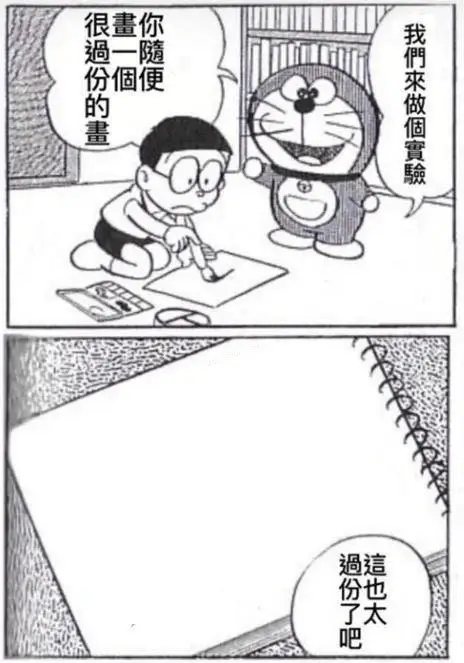 我們來做個實驗
你隨便
畫一個
很過份的畫
這也太
過份了吧